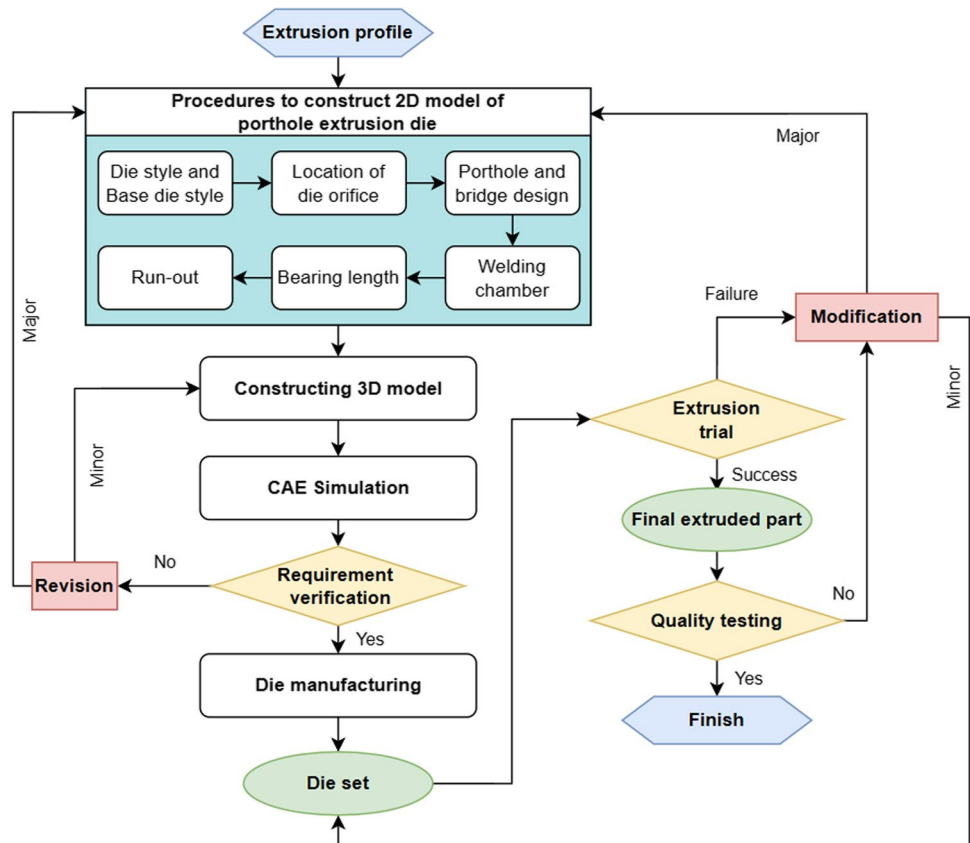 Extrusion profile
Procedures to construct 2D model of
porthole extrusion die
Die style and
Base die style
Location of
die orifice
Porthole and
bridge design
Welding
chamber
Bearing length
Run-out
Constructing 3D model
CAE Simulation
Requirement
verification
No
Revision
Minor
Major
Yes
Die manufacturing
Die set
Extrusion
trial
Failure
Modification
Major
Minor
Success
Final extruded part
Quality testing
No
Yes
Finish